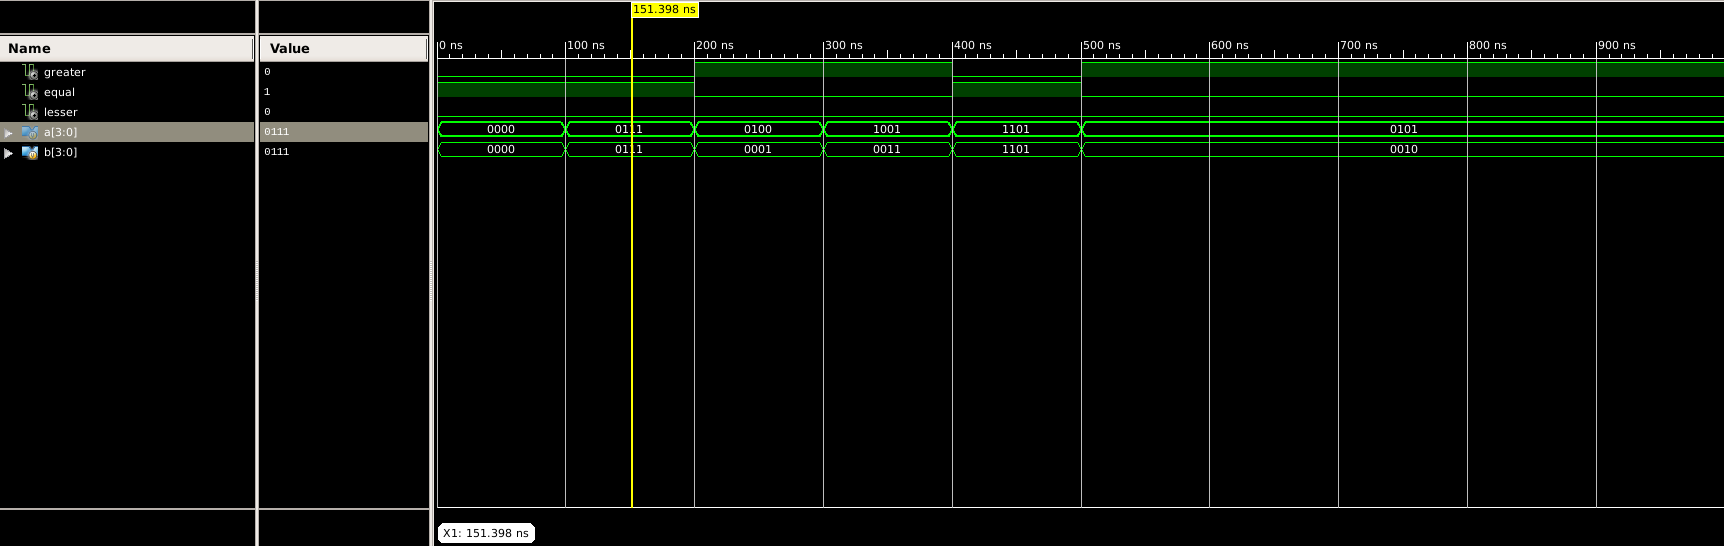 151.398 ns
Name Value 0 ns 100 ns 200 ns 300 ns 400 ns 500 ns 600 ns 700 ns 800 ns 900 ns
greater 0
equal 1
lesser 0
a[3:0] 0111 0000 0111 0100 1001 1101 0101
b[3:0] 0111 0000 0111 0001 0011 1101 0010
X1: 151.398 ns